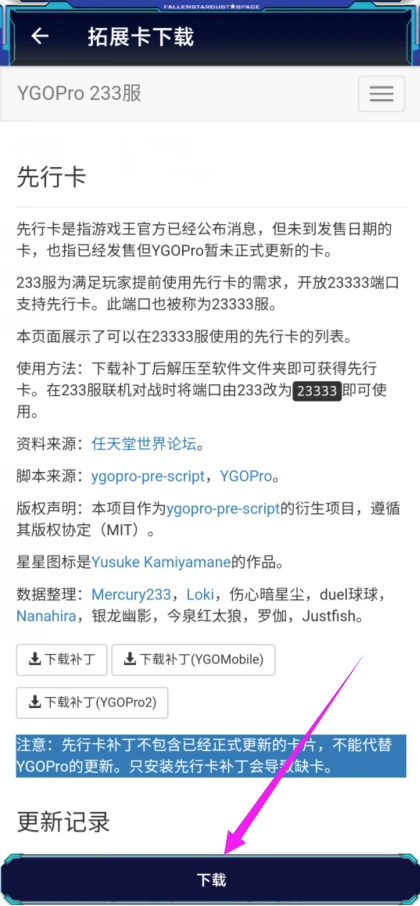 FALLENSTARDUST★SPACE
拓展卡下载
YGOPro 233服
先行卡
先行卡是指游戏王官方已经公布消息，但未到发售日期的
卡，也指已经发售但YGOPro暂未正式更新的卡。
233服为满足玩家提前使用先行卡的需求，开放23333端口
支持先行卡。此端口也被称为23333服。
本页面展示了可以在23333服使用的先行卡的列表。
使用方法：下载补丁后解压至软件文件夹即可获得先行
卡。在233服联机对战时将端口由233改为23333即可使
用。
资料来源：任天堂世界论坛。
脚本来源：ygopro-pre-script，YGOPro。
版权声明：本项目作为ygopro-pre-script的衍生项目，遵循
其版权协定（MIT）。
星星图标是Yusuke Kamiyamane的作品。
数据整理：Mercury233，Loki，伤心暗星尘，duel球球，
Nanahira，银龙幽影，今泉红太狼，罗伽，Justfish。
下载补丁 下载补丁(YGOMobile)
下载补丁(YGOPro2)
注意：先行卡补丁不包含已经正式更新的卡片，不能代替
YGOPro的更新。只安装先行卡补丁会导致缺卡。
更新记录
下载